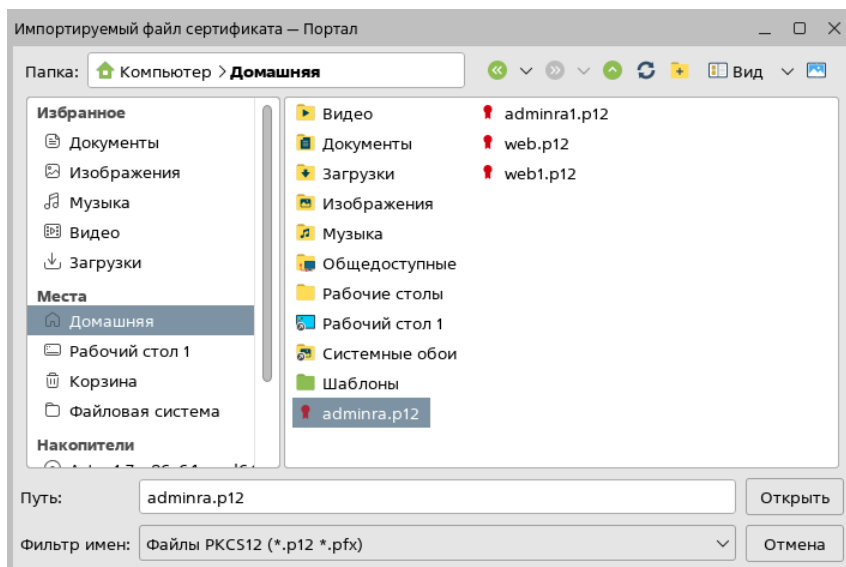 Импортируемый файл сертификата — Портал
Папка: Компьютер > Домашняя
Вид
Избранное
Документы
Изображения
Музыка
Видео
Загрузки
Места
Домашняя
Рабочий стол 1
Корзина
Файловая система
Накопители
Видео
Документы
Загрузки
Изображения
Музыка
Общедоступные
Рабочие столы
Рабочий стол 1
Системные обои
Шаблоны
adminra.p12
adminra1.p12
web.p12
web1.p12
Путь: adminra.p12 Открыть
Фильтр имен: Файлы PKCS12 (*.p12 *.pfx) Отмена